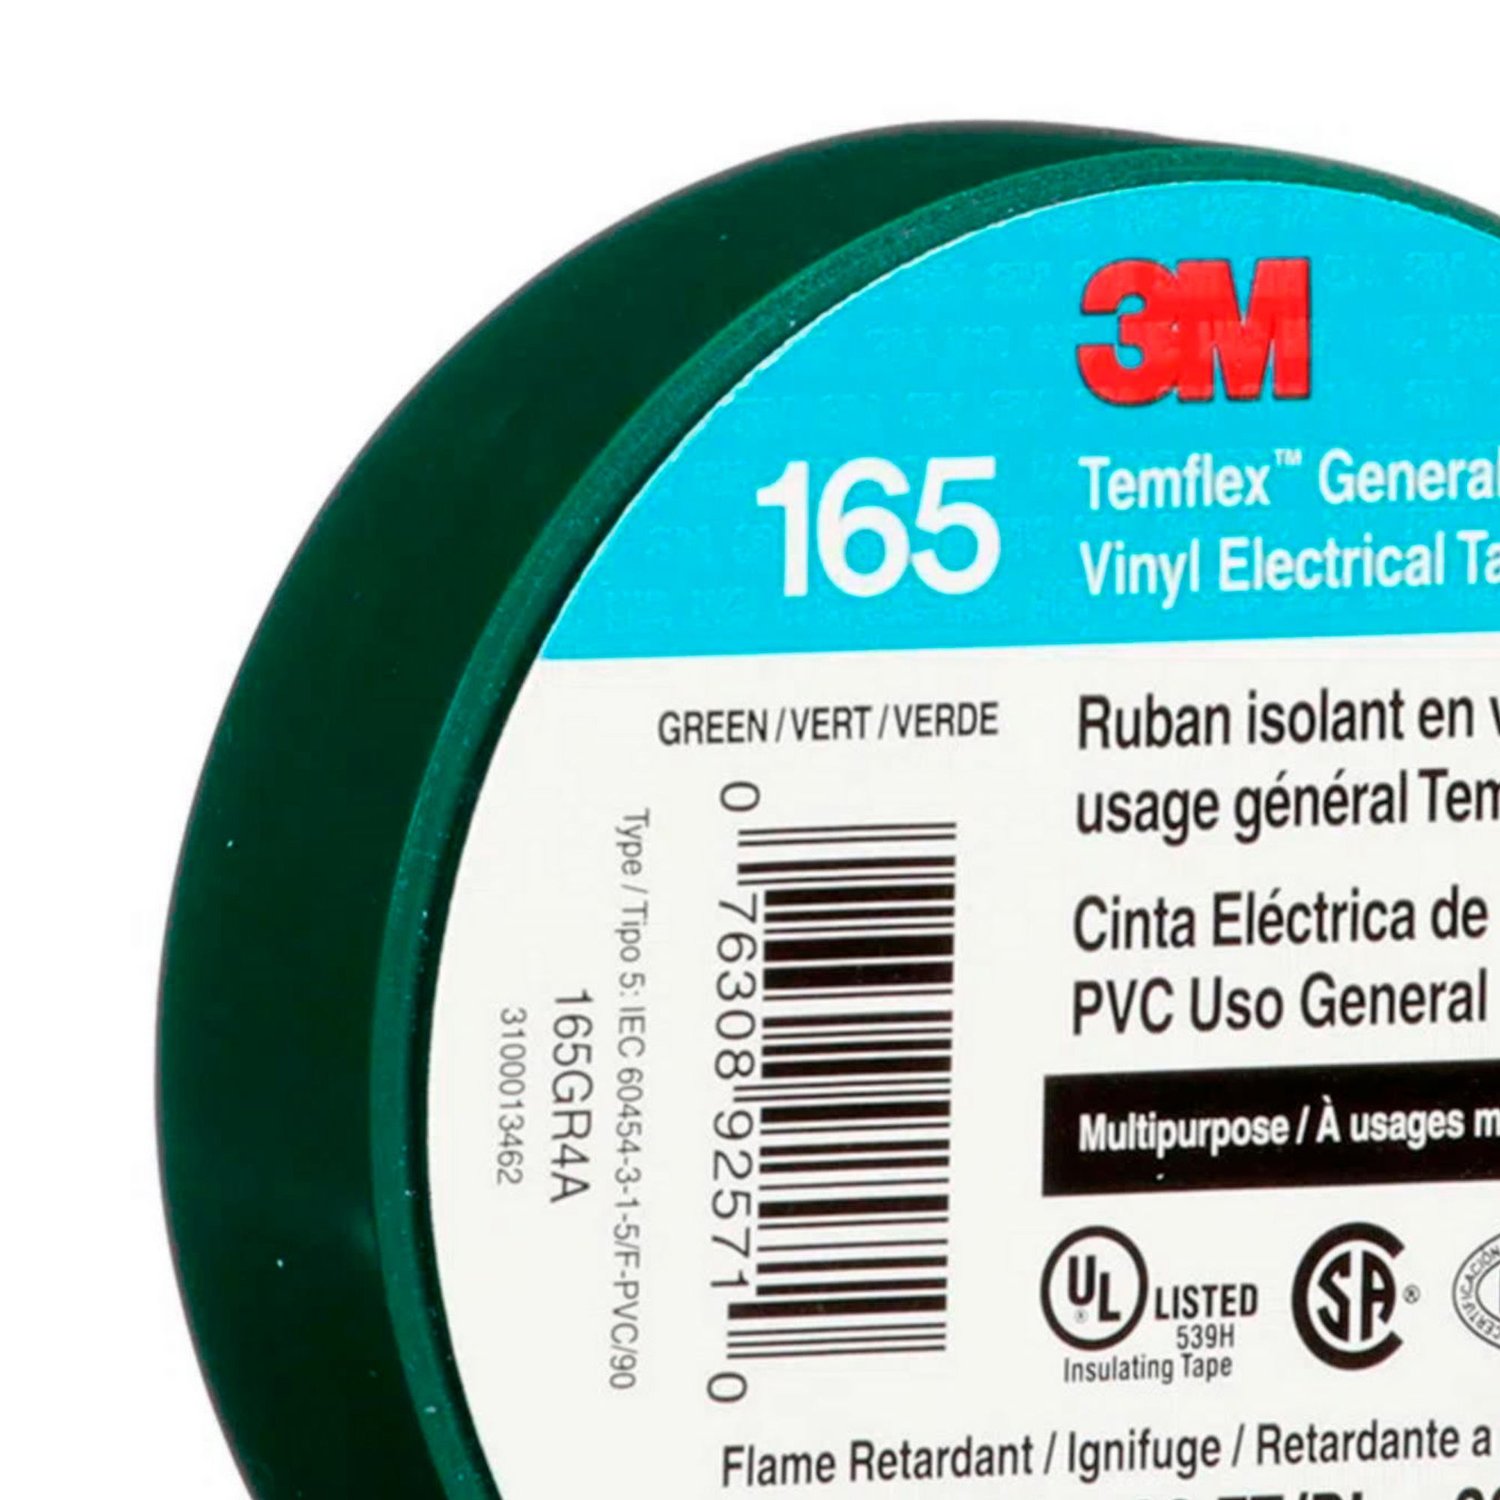 3M
165
Temflex™ General
Vinyl Electrical
GREEN / VERT / VERDE
Ruban isolant en
usage général
Cinta Eléctrica de
PVC Uso General
Multipurpose / À usages
0 76308 92571 0
Type / Tipo 5: IEC 60454-3-1-5/F-PVC/90
165GR4A
3100013462
UL
®
LISTED
539H
Insulating Tape
SA®
Flame Retardant / Ignifuge / Retardante a